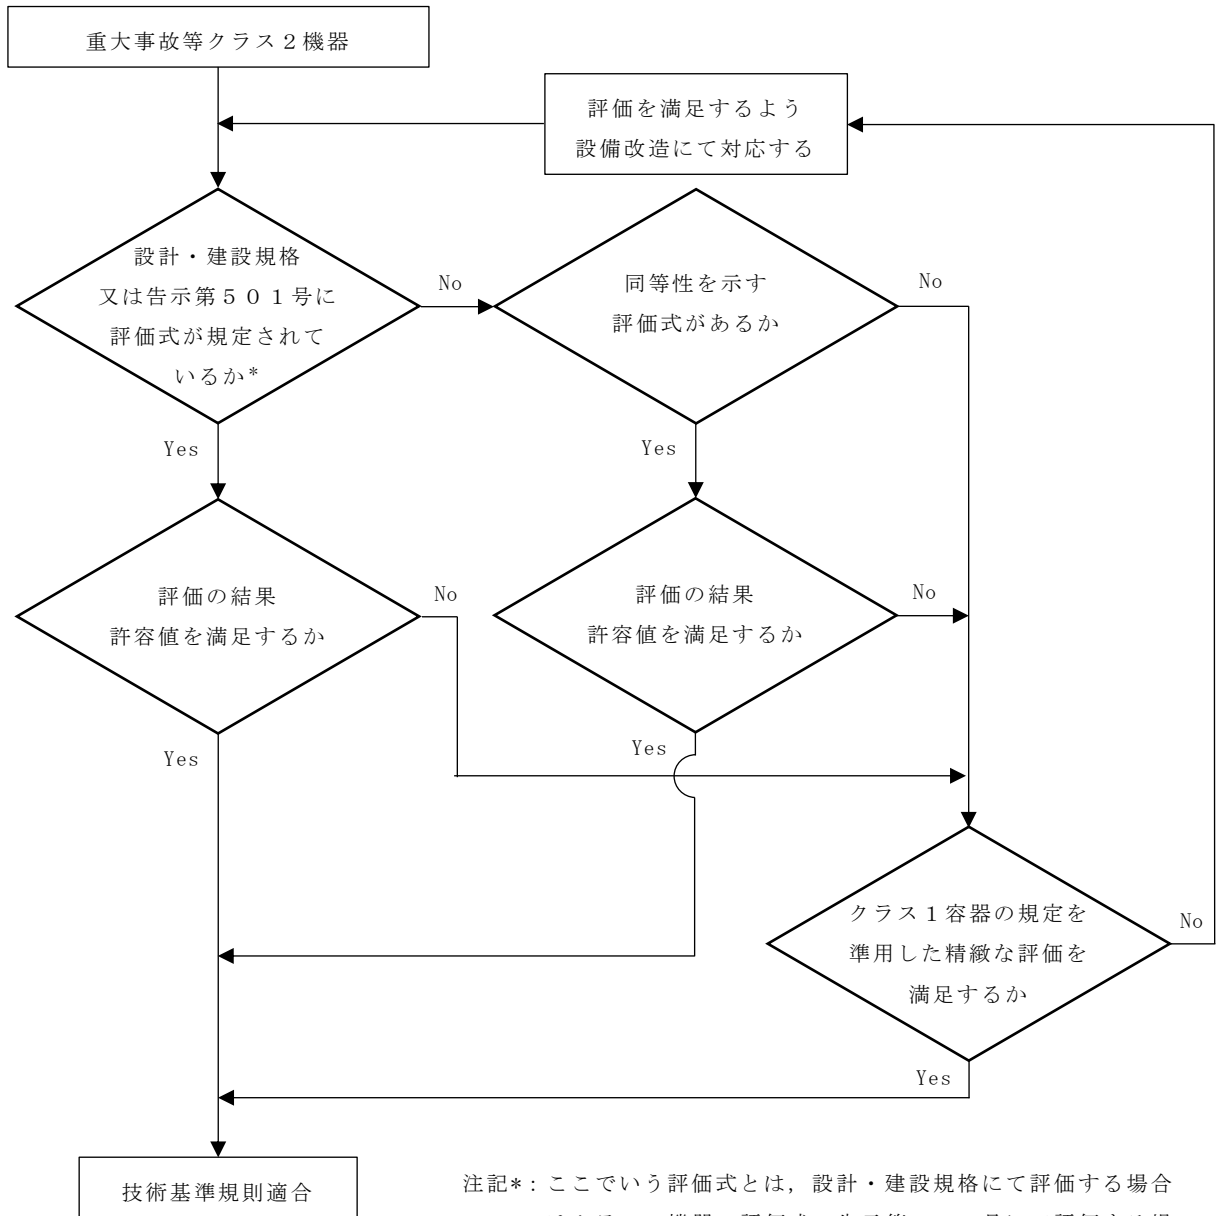 重大事故等クラス２機器
評価を満足するよう
設備改造にて対応する
設計・建設規格
又は告示第５０１号に
評価式が規定されて
いるか*
No
同等性を示す
評価式があるか
No
Yes
Yes
評価の結果
許容値を満足するか
No
評価の結果
許容値を満足するか
No
Yes
Yes
クラス１容器の規定を
準用した精緻な評価を
満足するか
No
Yes
技術基準規則適合
注記*：ここでいう評価式とは，設計・建設規格にて評価する場合